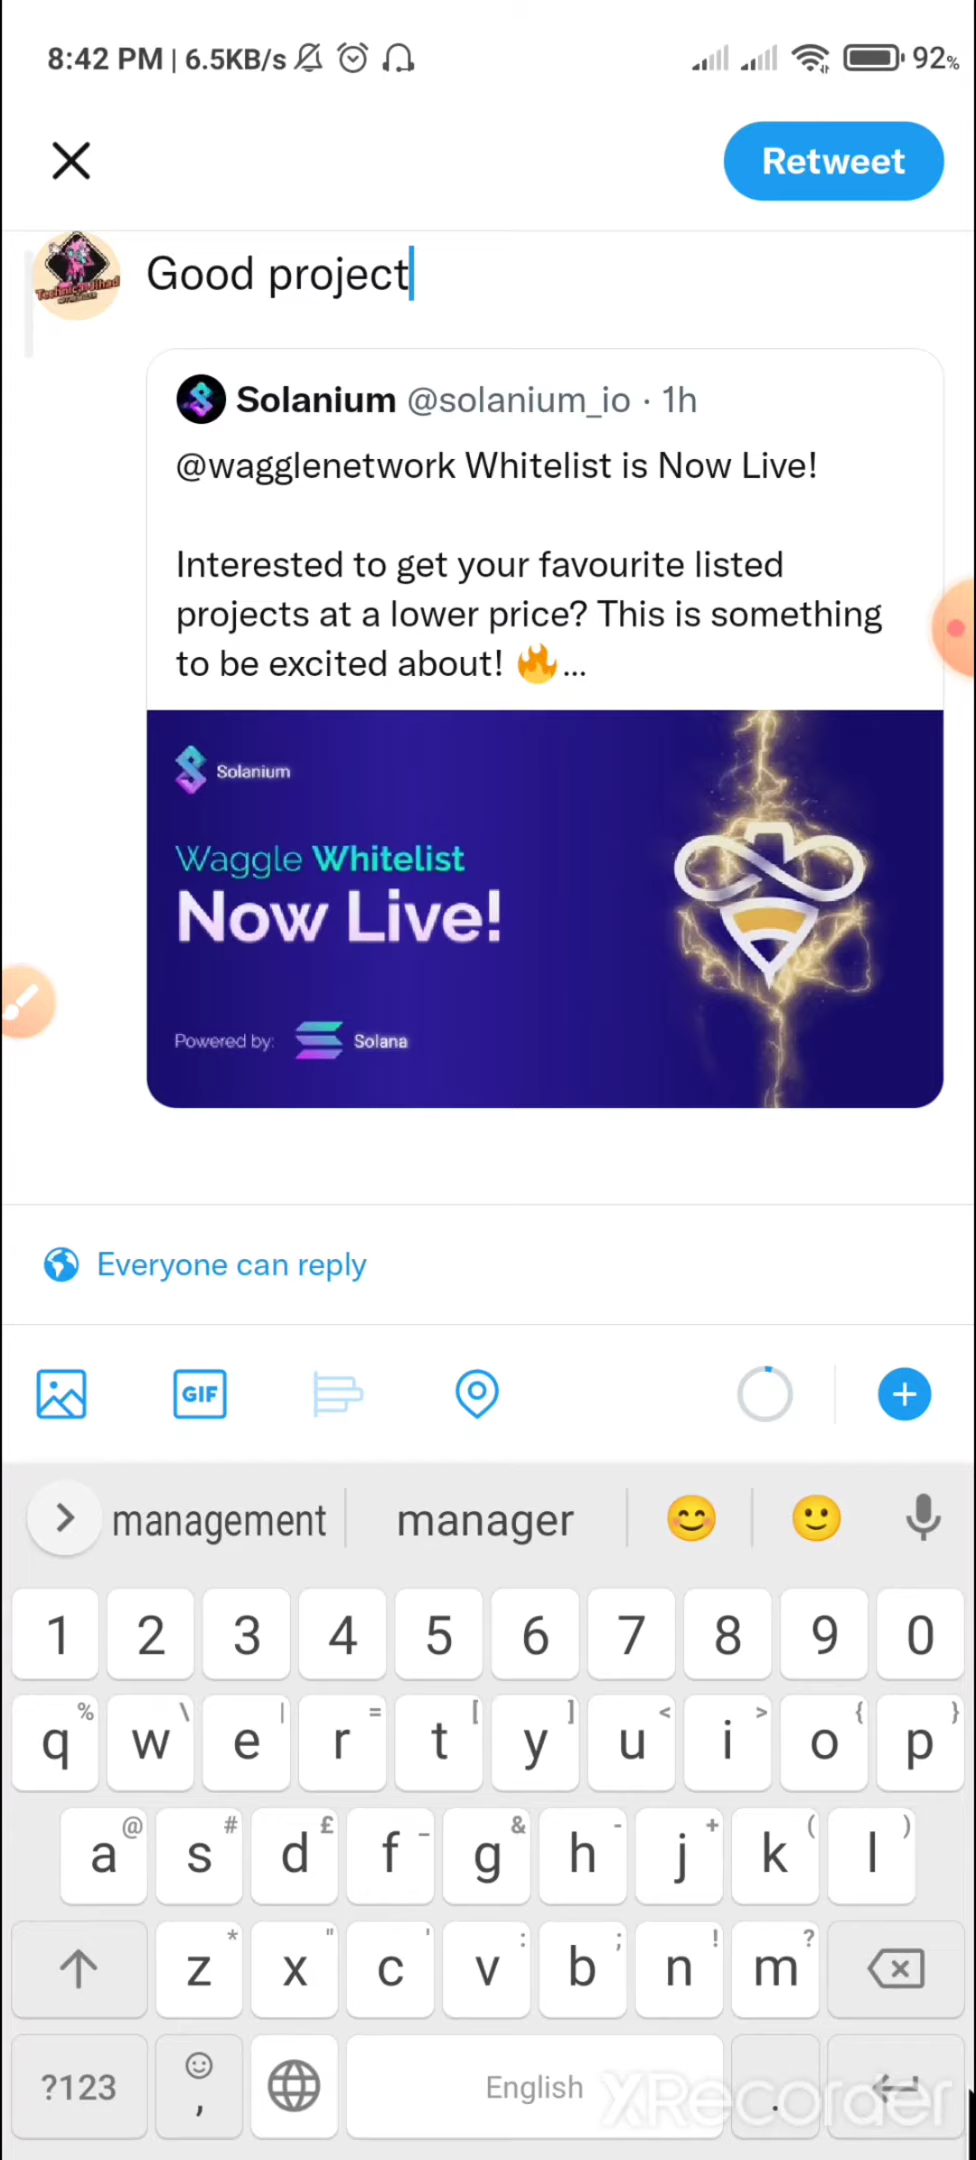 8:42 PM | 6.5KB/s
92%
Retweet
Good project
Solanium @solanium_io · 1h
@wagglenetwork Whitelist is Now Live!
Interested to get your favourite listed
projects at a lower price? This is something
to be excited about! 🔥...
Solanium
Waggle Whitelist
Now Live!
Powered by: Solana
Everyone can reply
GIF
management manager 😊 🙂
1 2 3 4 5 6 7 8 9 0
% \ | = [ ] < > { }
q w e r t y u i o p
@ # £ _ & - + ( )
a s d f g h j k l
* " ' : ; ! ?
z x c v b n m
?123 , English .
XRecorder